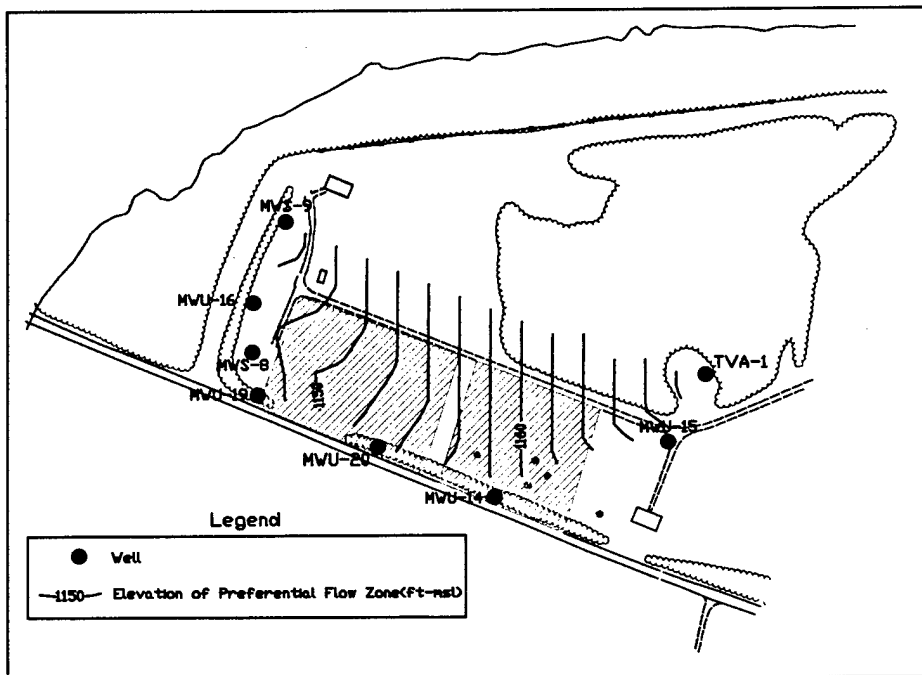 MWS-9
MWU-16
MWS-8
MWU-19
1150
TVA-1
MWU-15
1160
MWU-20
MWU-14
Legend
Well
1150 Elevation of Preferential Flow Zone(ft-msl)